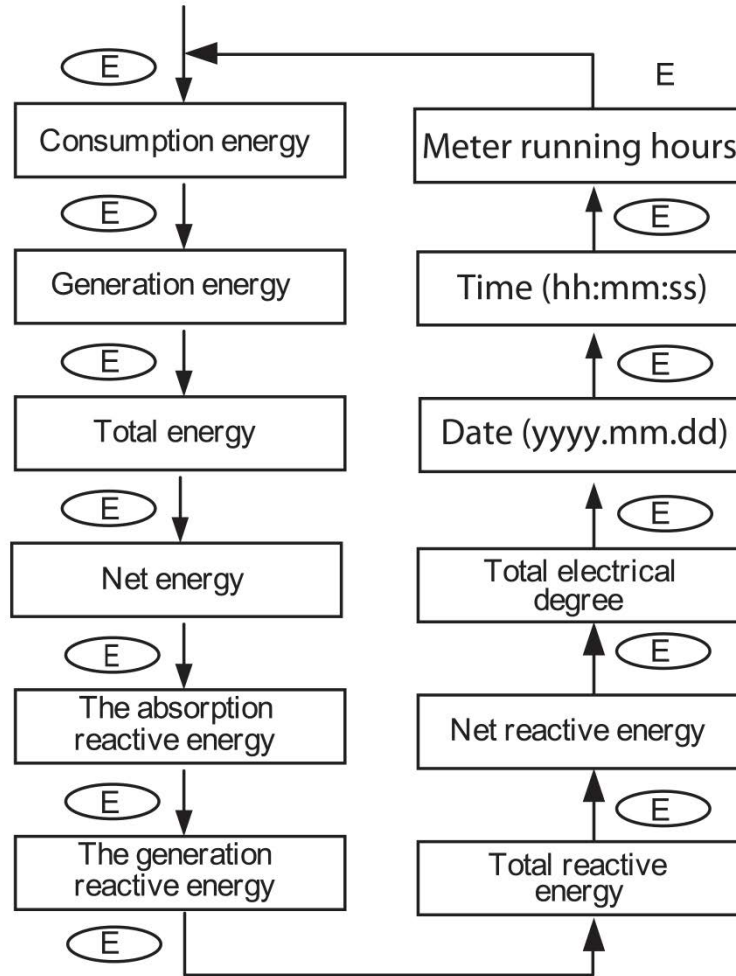 E
Consumption energy
E
Generation energy
E
Total energy
E
Net energy
E
The absorption
reactive energy
E
The generation
reactive energy
E
Total reactive
energy
E
Net reactive energy
E
Total electrical
degree
E
Date (yyyy.mm.dd)
E
Time (hh:mm:ss)
E
Meter running hours
E